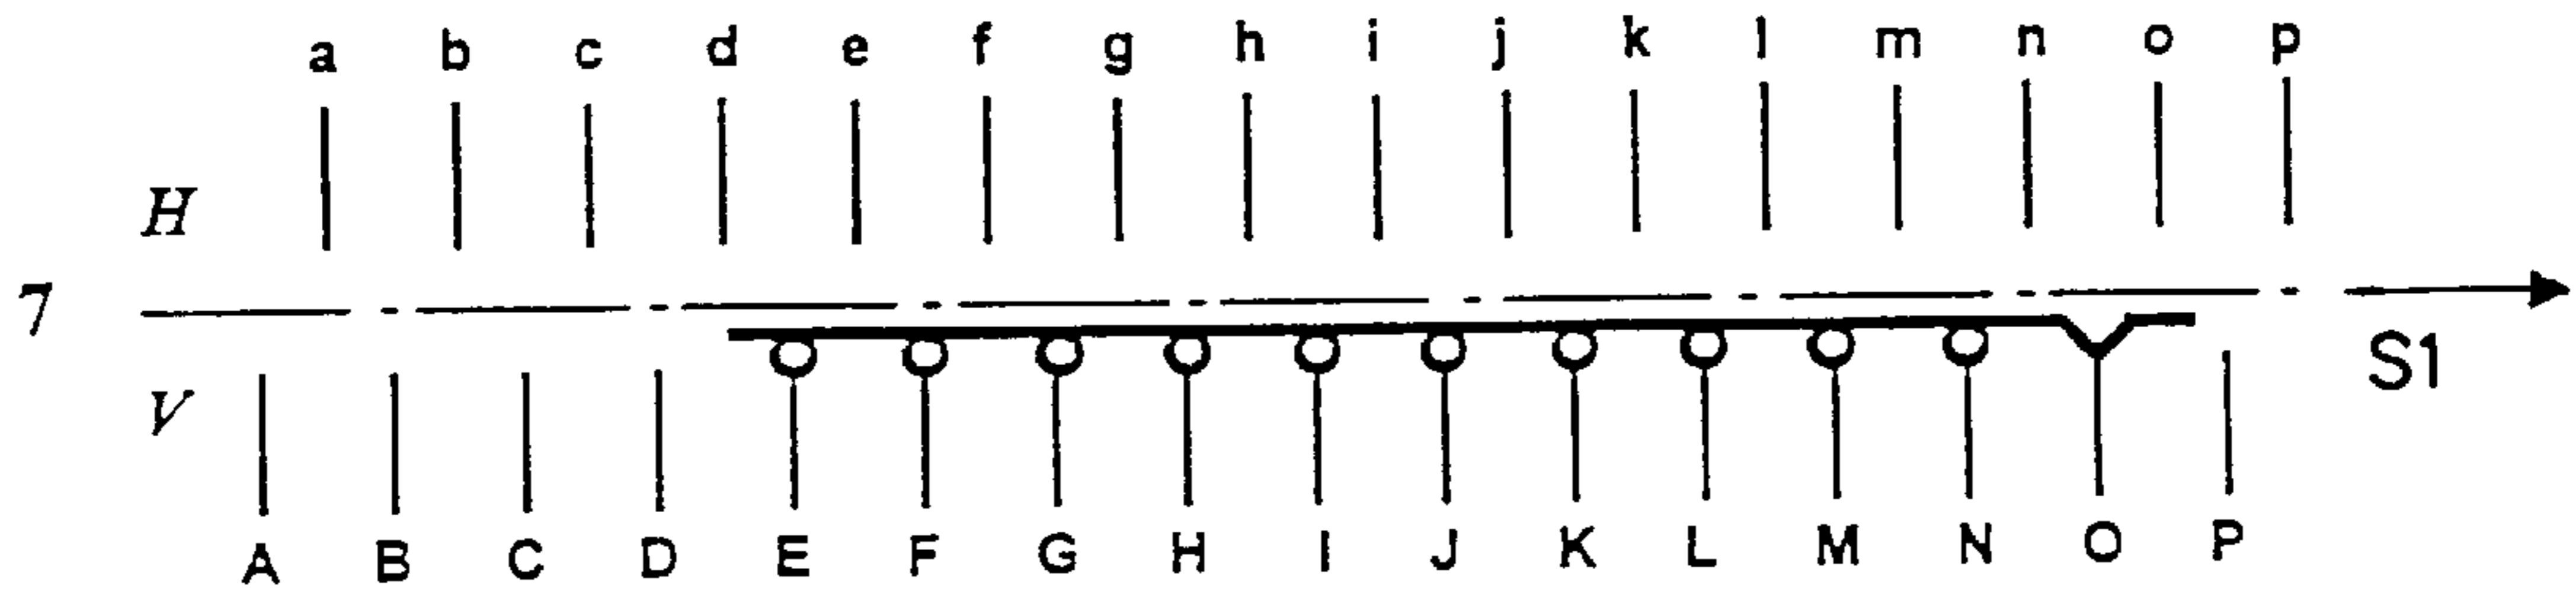 a b c d e f g h i j k l m n o p
H
7
S1
V
A B C D E F G H I J K L M N O P